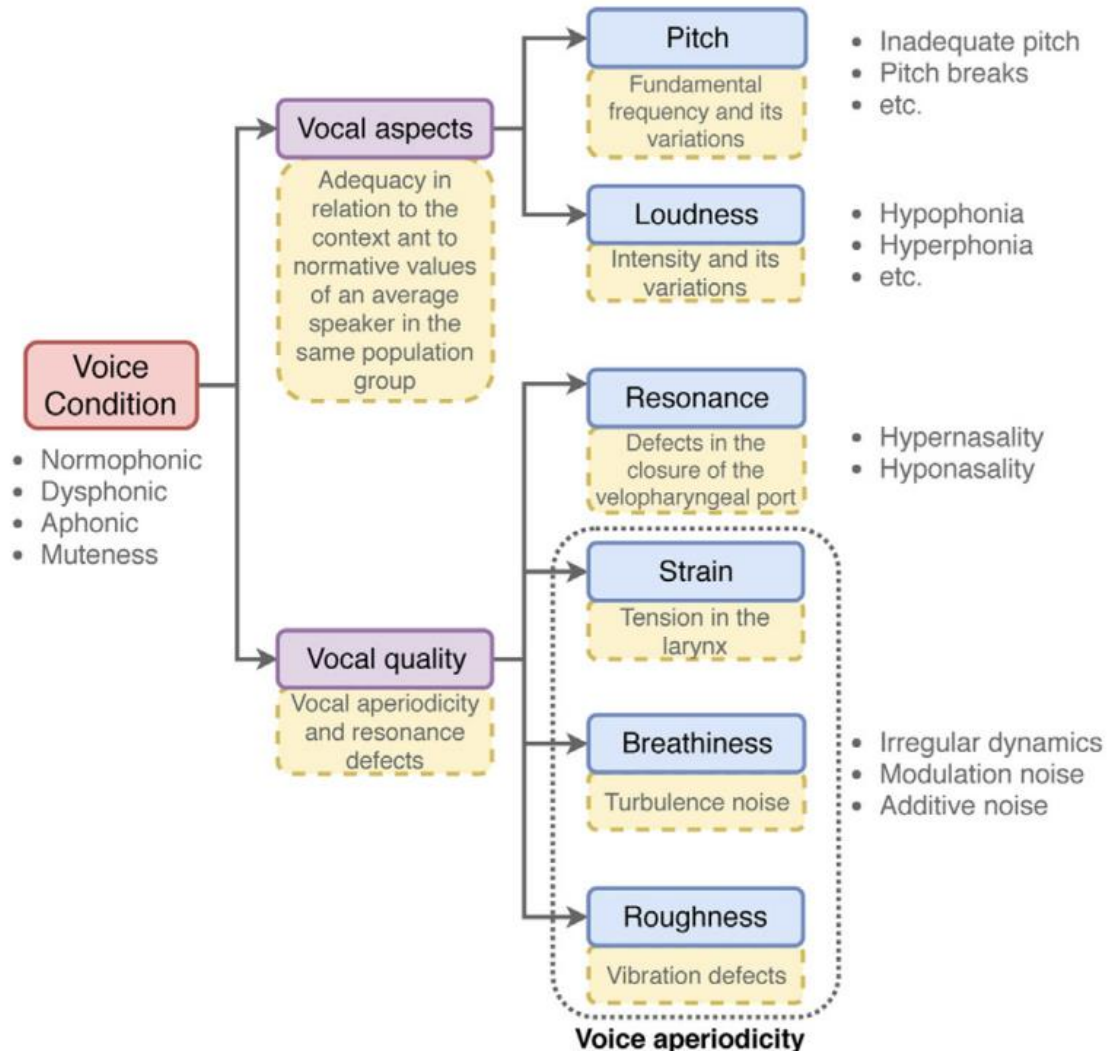 Voice
Condition
• Normophonic
• Dysphonic
• Aphonic
• Muteness
Vocal aspects
Adequacy in
relation to the
context ant to
normative values
of an average
speaker in the
same population
group
Pitch
Fundamental
frequency and its
variations
• Inadequate pitch
• Pitch breaks
• etc.
Loudness
Intensity and its
variations
• Hypophonia
• Hyperphonia
• etc.
Vocal quality
Vocal aperiodicity
and resonance
defects
Resonance
Defects in the
closure of the
velopharyngeal port
• Hypernasality
• Hyponasality
Strain
Tension in the
larynx
Breathiness
Turbulence noise
• Irregular dynamics
• Modulation noise
• Additive noise
Roughness
Vibration defects
Voice aperiodicity